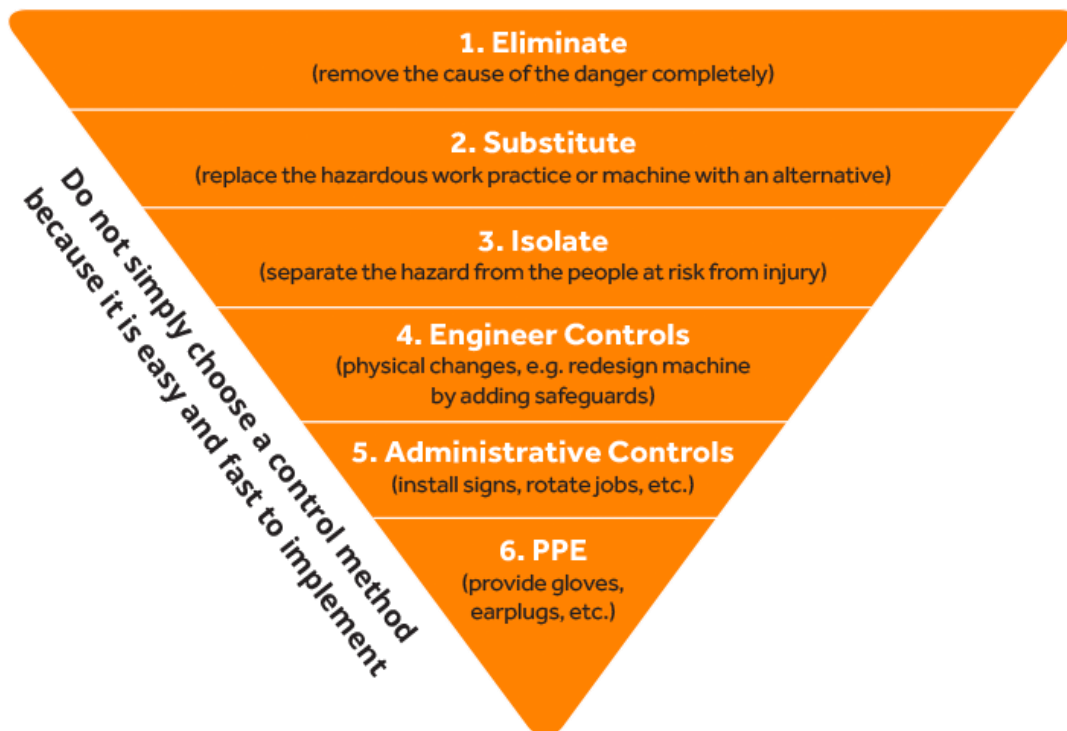 1. Eliminate
(remove the cause of the danger completely)
2. Substitute
(replace the hazardous work practice or machine with an alternative)
3. Isolate
(separate the hazard from the people at risk from injury)
4. Engineer Controls
(physical changes, e.g. redesign machine
by adding safeguards)
5. Administrative Controls
(install signs, rotate jobs, etc.)
6. PPE
(provide gloves,
earplugs, etc.)
Do not simply choose a control method
because it is easy and fast to implement